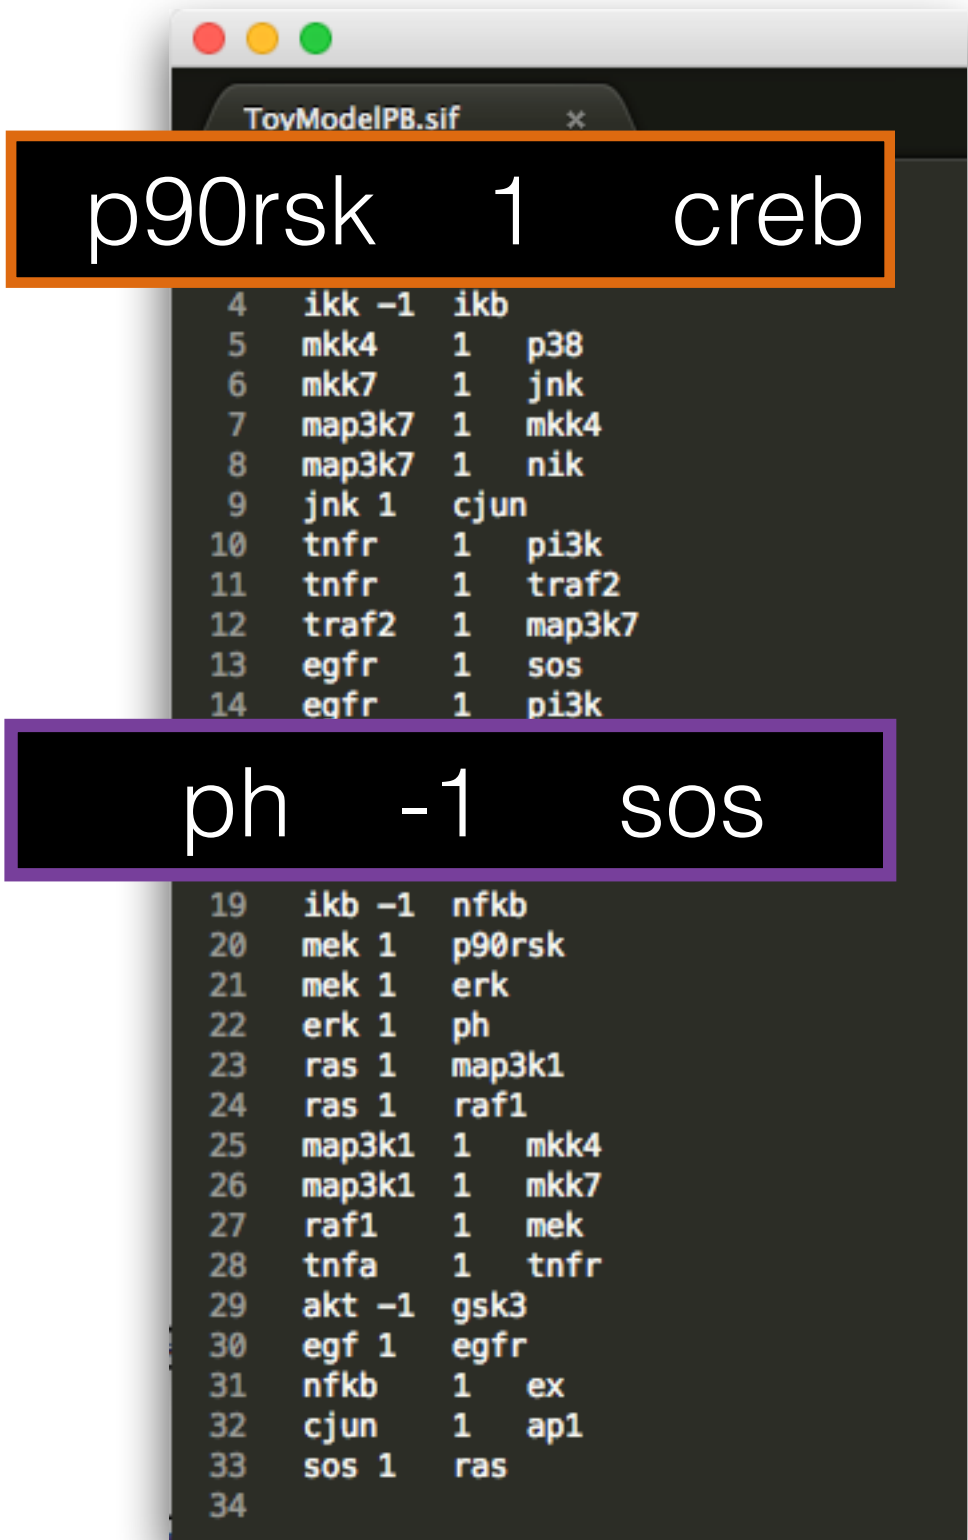 ToyModelPB.sif ×
p90rsk 1 creb
4 ikk -1 ikb
5 mkk4 1 p38
6 mkk7 1 jnk
7 map3k7 1 mkk4
8 map3k7 1 nik
9 jnk 1 cjun
10 tnfr 1 pi3k
11 tnfr 1 traf2
12 traf2 1 map3k7
13 egfr 1 sos
14 egfr 1 pi3k
ph -1 sos
19 ikb -1 nfkb
20 mek 1 p90rsk
21 mek 1 erk
22 erk 1 ph
23 ras 1 map3k1
24 ras 1 raf1
25 map3k1 1 mkk4
26 map3k1 1 mkk7
27 raf1 1 mek
28 tnfa 1 tnfr
29 akt -1 gsk3
30 egf 1 egfr
31 nfkb 1 ex
32 cjun 1 ap1
33 sos 1 ras
34